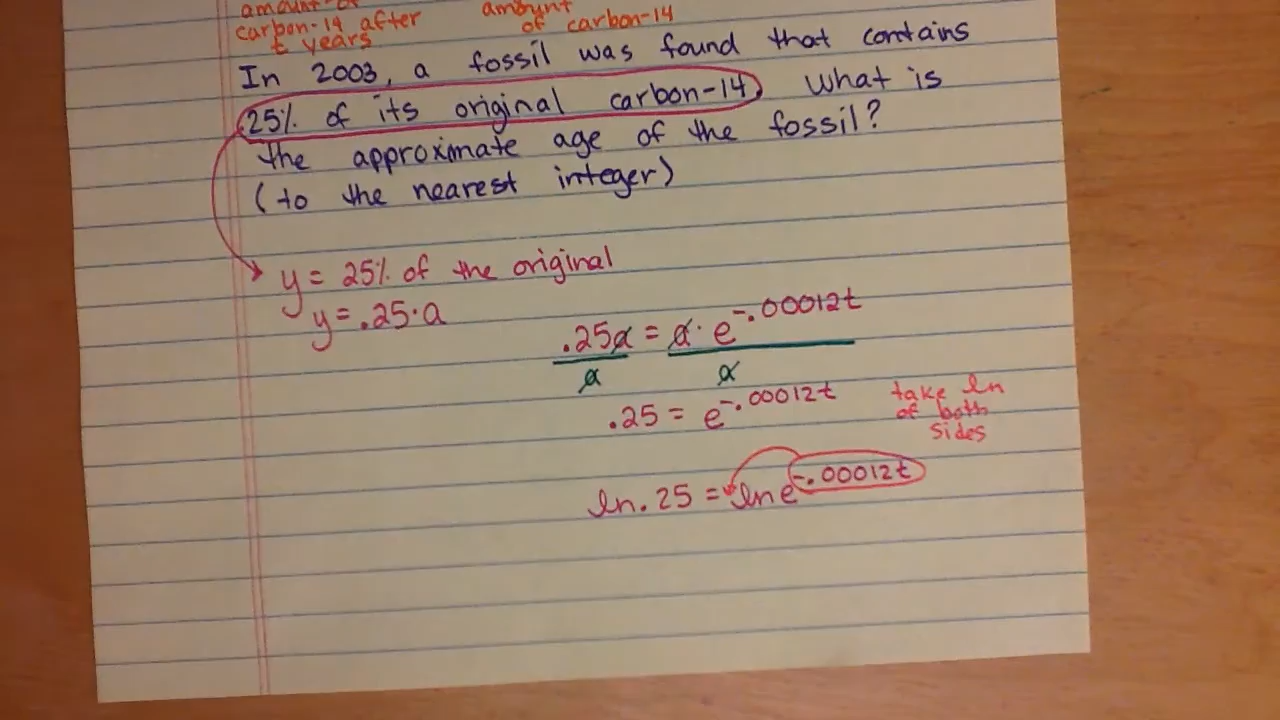 amount of
carbon-14 after
t years
amount
of carbon-14
In 2003, a fossil was found that contains
25% of its original carbon-14. What is
the approximate age of the fossil?
(to the nearest integer)
y = 25% of the original
y = .25·a
.25a = a · e^-.00012t
a a
.25 = e^-.00012t
take ln
of both
sides
ln .25 = ln e^-.00012t